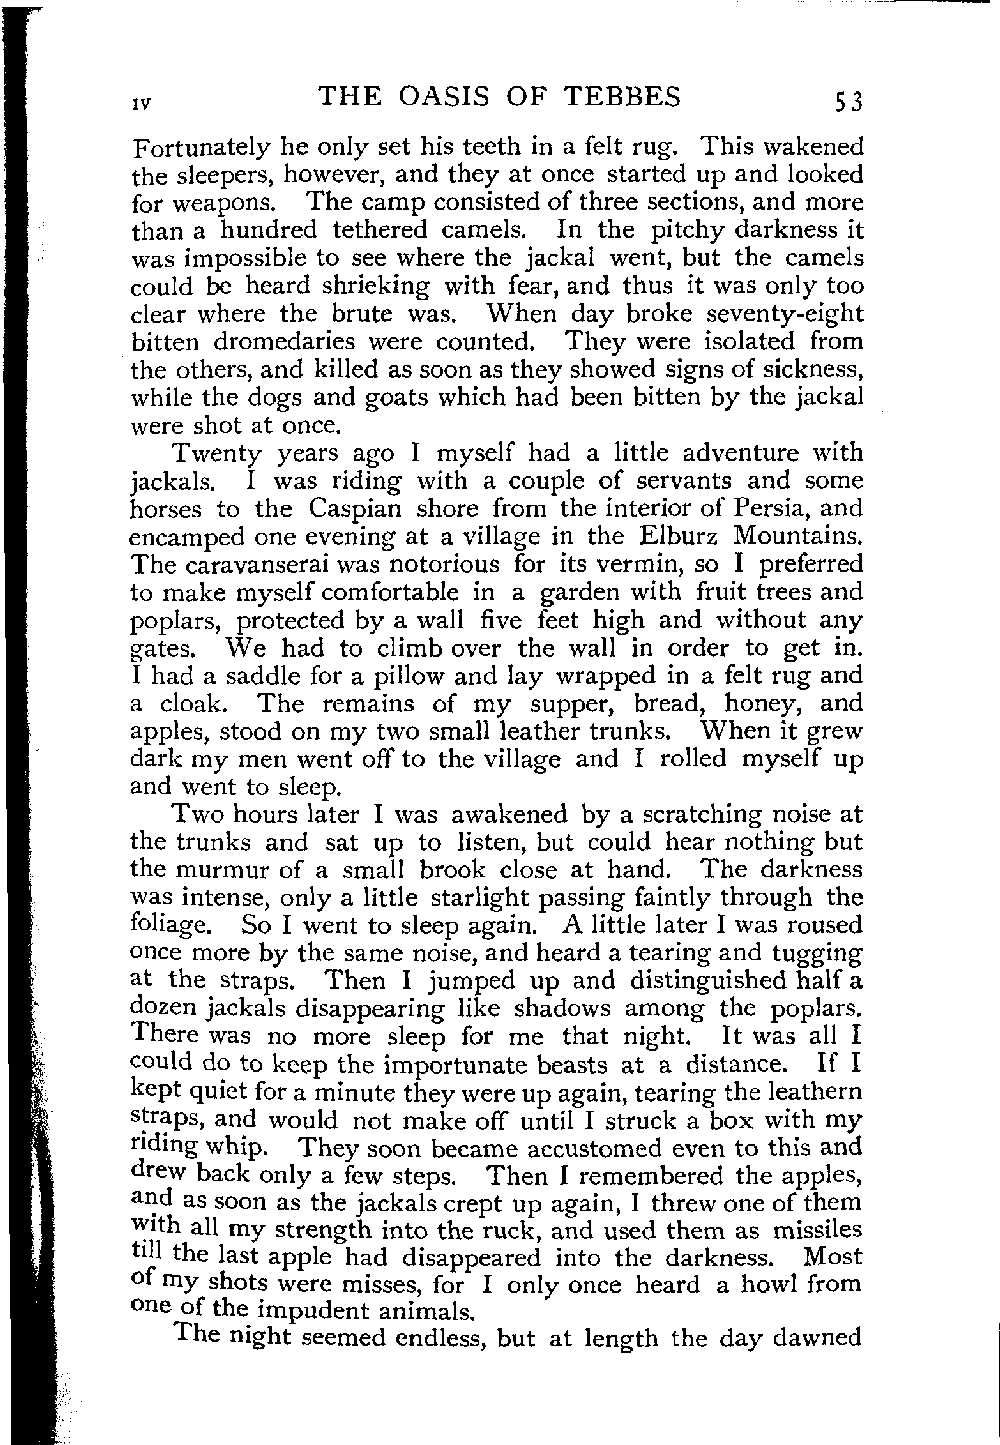 IV THE OASIS OF TEBBES 53
Fortunately he only set his teeth in a felt rug. This wakened
the sleepers, however, and they at once started up and looked
for weapons. The camp consisted of three sections, and more
than a hundred tethered camels. In the pitchy darkness it
was impossible to see where the jackal went, but the camels
could be heard shrieking with fear, and thus it was only too
clear where the brute was. When day broke seventy-eight
bitten dromedaries were counted. They were isolated from
the others, and killed as soon as they showed signs of sickness,
while the dogs and goats which had been bitten by the jackal
were shot at once.
Twenty years ago I myself had a little adventure with
jackals. I was riding with a couple of servants and some
horses to the Caspian shore from the interior of Persia, and
encamped one evening at a village in the Elburz Mountains.
The caravanserai was notorious for its vermin, so I preferred
to make myself comfortable in a garden with fruit trees and
poplars, protected by a wall five feet high and without any
gates. We had to climb over the wall in order to get in.
I had a saddle for a pillow and lay wrapped in a felt rug and
a cloak. The remains of my supper, bread, honey, and
apples, stood on my two small leather trunks. When it grew
dark my men went off to the village and I rolled myself up
and went to sleep.
Two hours later I was awakened by a scratching noise at
the trunks and sat up to listen, but could hear nothing but
the murmur of a small brook close at hand. The darkness
was intense, only a little starlight passing faintly through the
foliage. So I went to sleep again. A little later I was roused
once more by the same noise, and heard a tearing and tugging
at the straps. Then I jumped up and distinguished half a
dozen jackals disappearing like shadows among the poplars.
There was no more sleep for me that night. It was all I
could do to keep the importunate beasts at a distance. If I
kept quiet for a minute they were up again, tearing the leathern
straps, and would not make off until I struck a box with my
riding whip. They soon became accustomed even to this and
drew back only a few steps. Then I remembered the apples,
and as soon as the jackals crept up again, I threw one of them
with all my strength into the ruck, and used them as missiles
till the last apple had disappeared into the darkness. Most
of my shots were misses, for I only once heard a howl from
one of the impudent animals.
The night seemed endless, but at length the day dawned